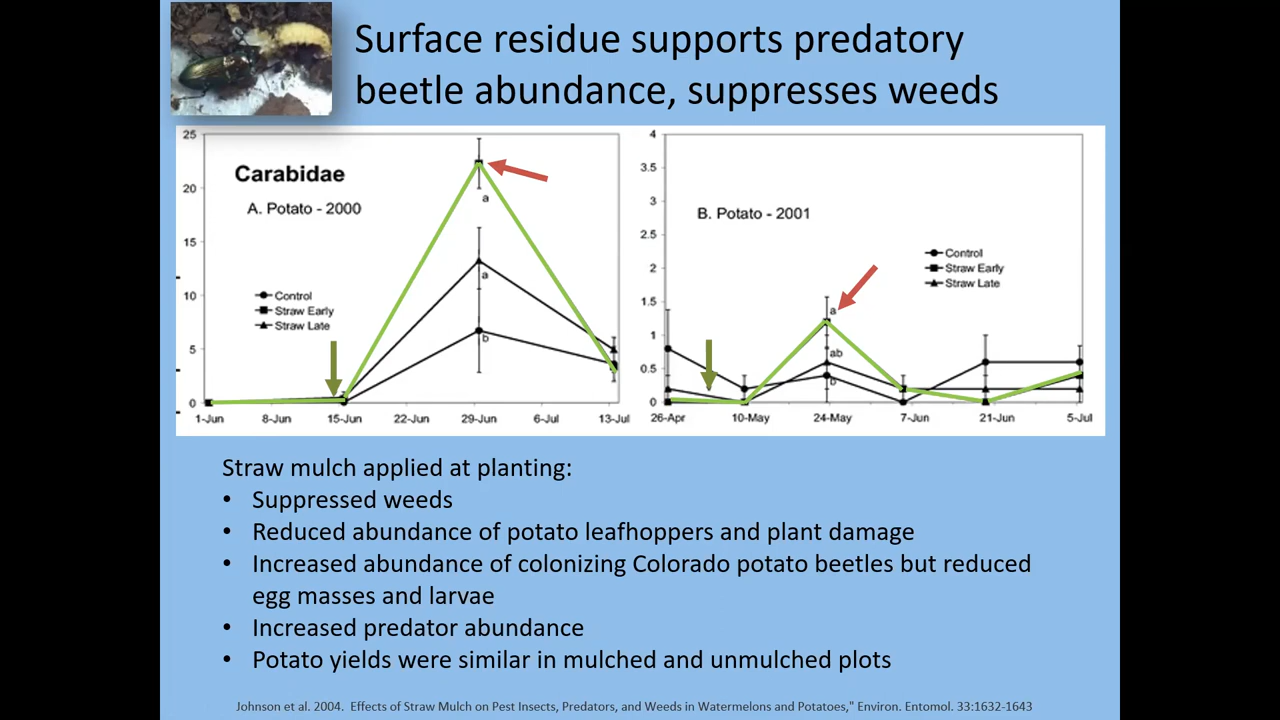 Surface residue supports predatory
beetle abundance, suppresses weeds
25
20
15
10
5
0
Carabidae
A. Potato - 2000
Control
Straw Early
Straw Late
a
a
b
1-Jun
8-Jun
15-Jun
22-Jun
29-Jun
6-Jul
13-Jul
4
3.5
3
2.5
2
1.5
1
0.5
0
B. Potato - 2001
Control
Straw Early
Straw Late
a
ab
b
26-Apr
10-May
24-May
7-Jun
21-Jun
5-Jul
Straw mulch applied at planting:
• Suppressed weeds
• Reduced abundance of potato leafhoppers and plant damage
• Increased abundance of colonizing Colorado potato beetles but reduced
egg masses and larvae
• Increased predator abundance
• Potato yields were similar in mulched and unmulched plots
Johnson et al. 2004. Effects of Straw Mulch on Pest Insects, Predators, and Weeds in Watermelons and Potatoes," Environ. Entomol. 33:1632-1643